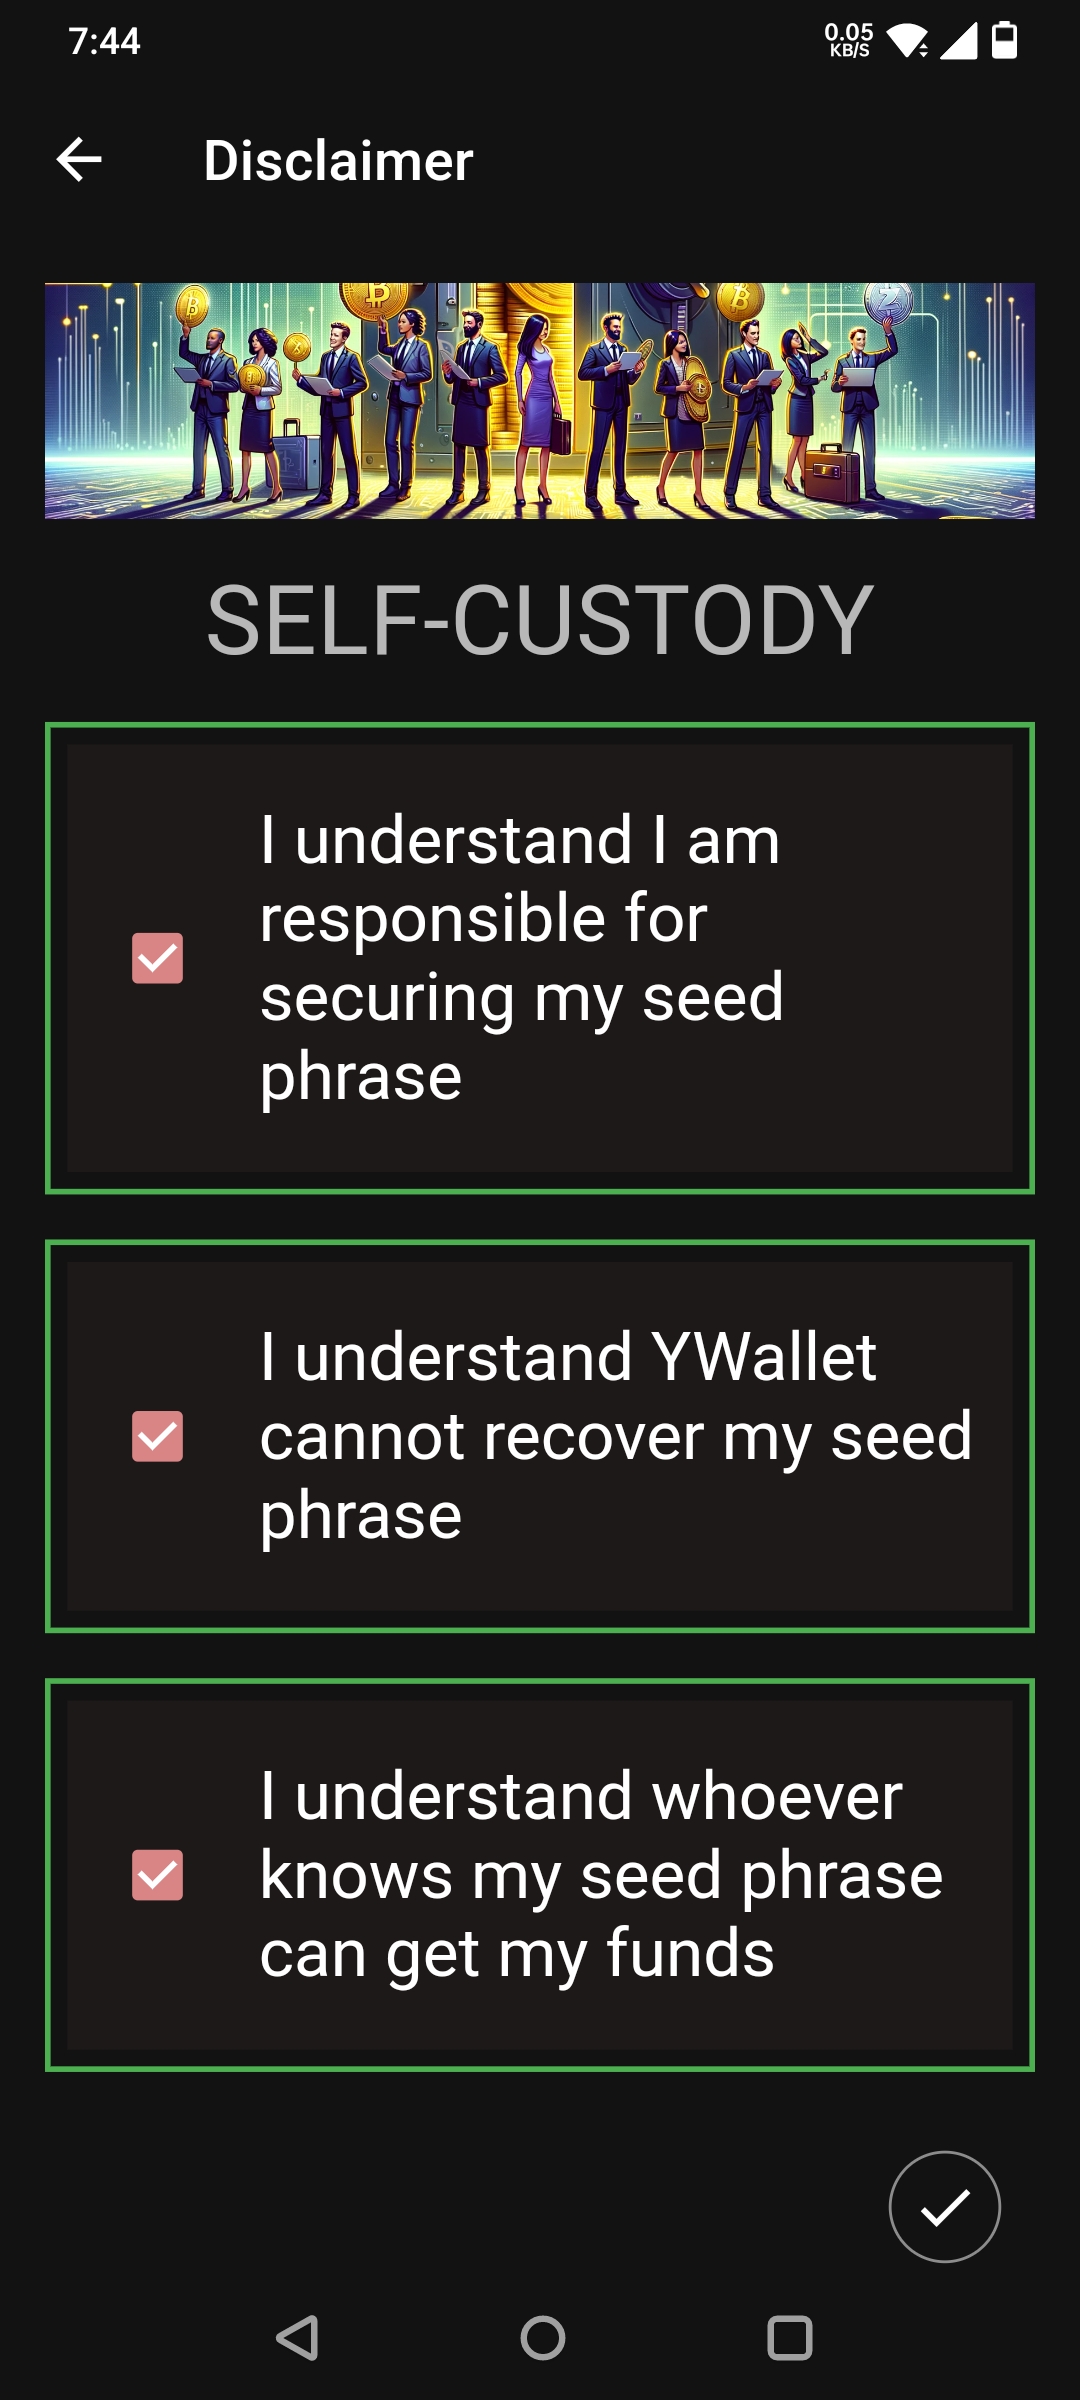 7:44
0.05
KB/S
Disclaimer
SELF-CUSTODY
I understand I am
responsible for
securing my seed
phrase
I understand YWallet
cannot recover my seed
phrase
I understand whoever
knows my seed phrase
can get my funds